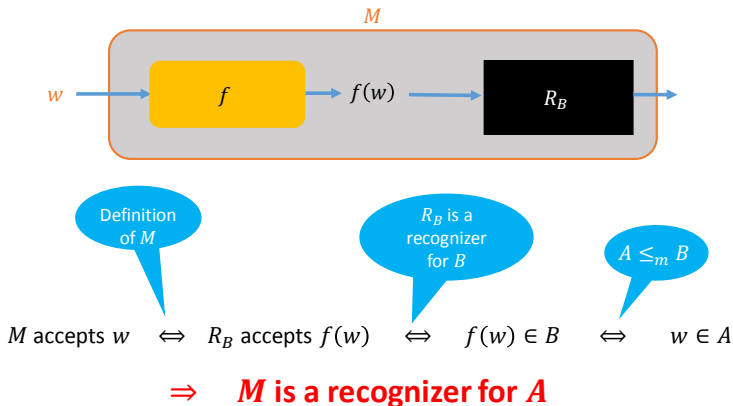 M
w
f
f(w)
R_B
Definition
of M
R_B is a
recognizer
for B
A ≤_m B
M accepts w ⇔ R_B accepts f(w) ⇔ f(w) ∈ B ⇔ w ∈ A
⇒ M is a recognizer for A